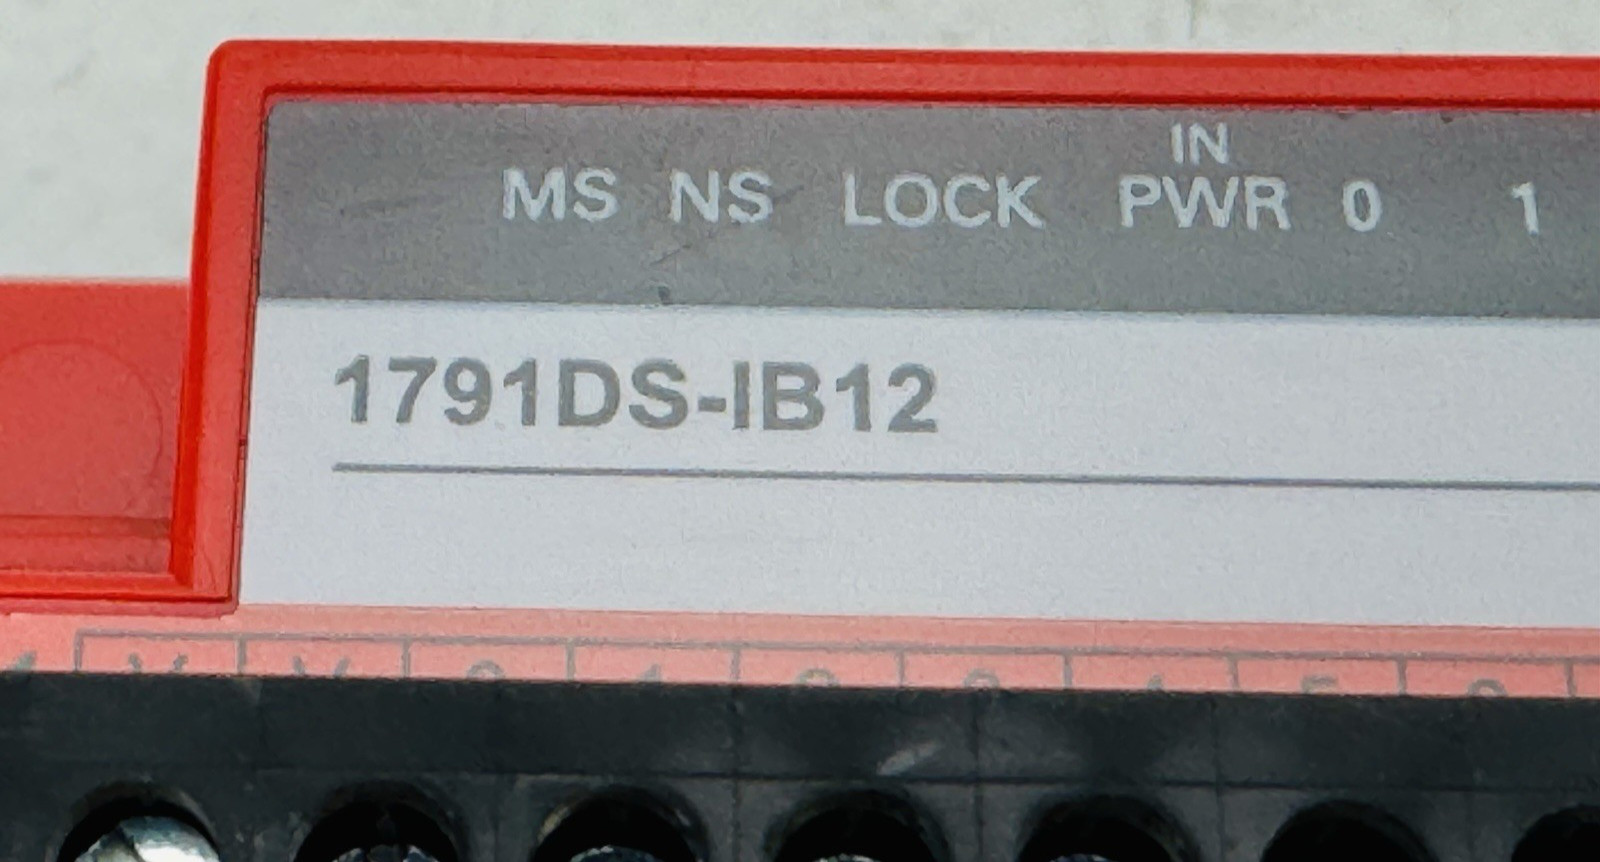 IN
MS NS LOCK PWR 0 1
1791DS-IB12